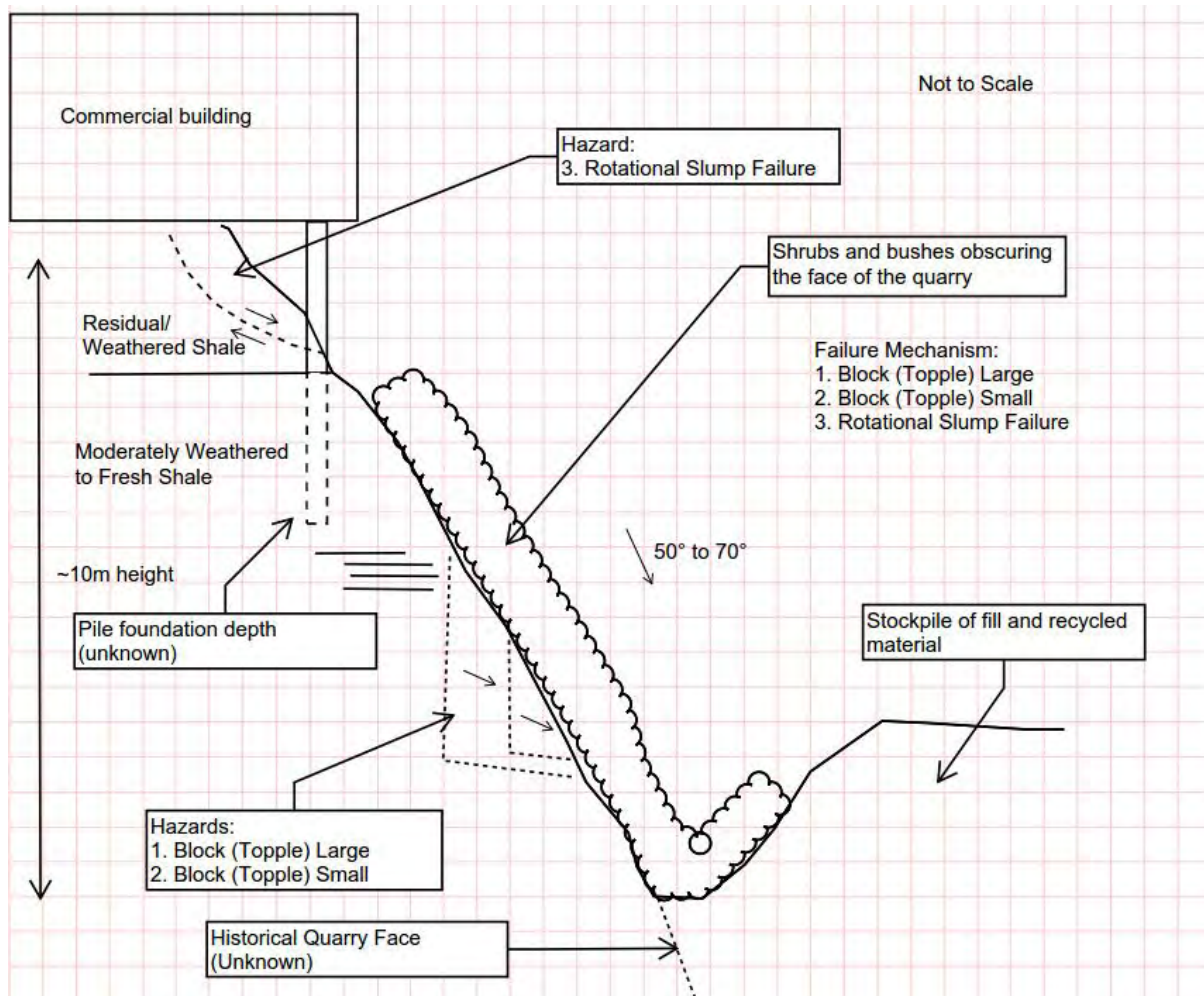 Commercial building
Not to Scale
Hazard:
3. Rotational Slump Failure
Shrubs and bushes obscuring
the face of the quarry
Residual/
Weathered Shale
Failure Mechanism:
1. Block (Topple) Large
2. Block (Topple) Small
3. Rotational Slump Failure
Moderately Weathered
to Fresh Shale
50° to 70°
~10m height
Pile foundation depth
(unknown)
Stockpile of fill and recycled
material
Hazards:
1. Block (Topple) Large
2. Block (Topple) Small
Historical Quarry Face
(Unknown)